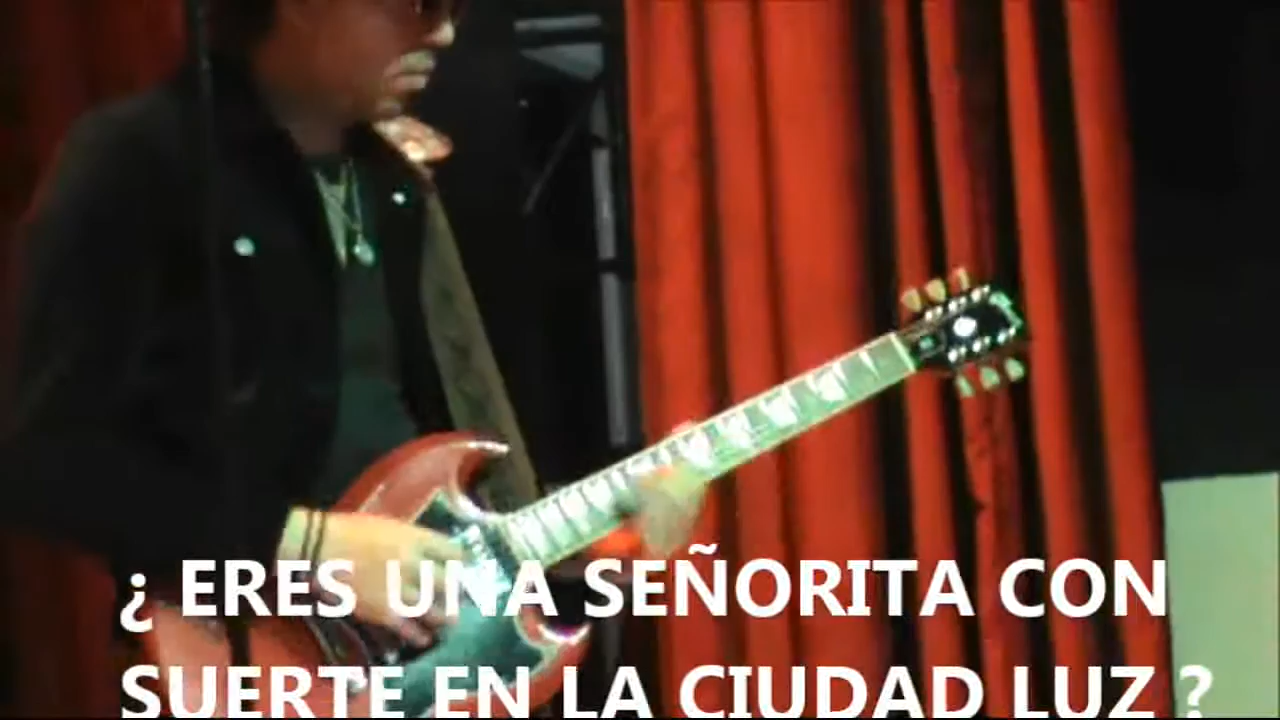 ¿ ERES UNA SEÑORITA CON
SUERTE EN LA CIUDAD LUZ ?